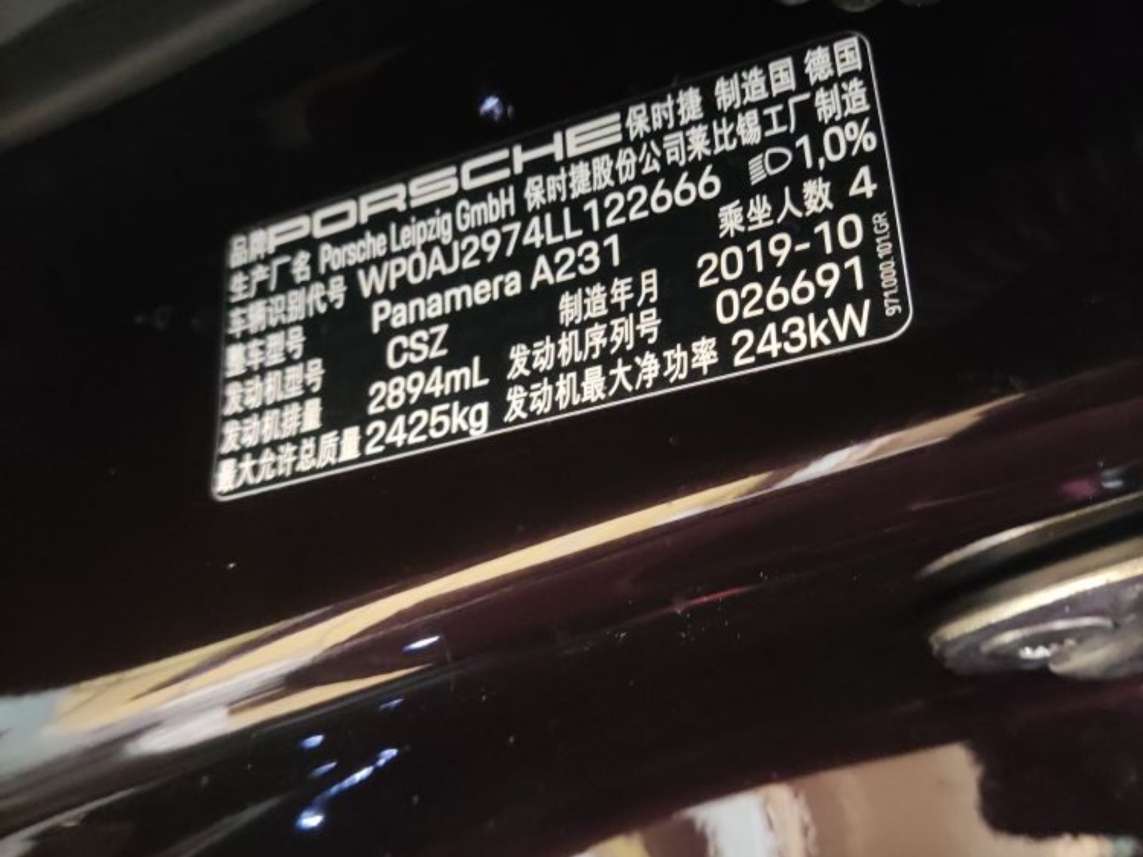 品牌 PORSCHE 保时捷 制造国 德国
生产厂名 Porsche Leipzig GmbH 保时捷股份公司莱比锡工厂制造
车辆识别代号 WP0AJ2974LL122666 1,0%
整车型号 Panamera A231 乘坐人数 4
发动机型号 CSZ 制造年月 2019-10
发动机排量 2894mL 发动机序列号 026691
最大允许总质量 2425kg 发动机最大净功率 243kW
971.000.101.GR